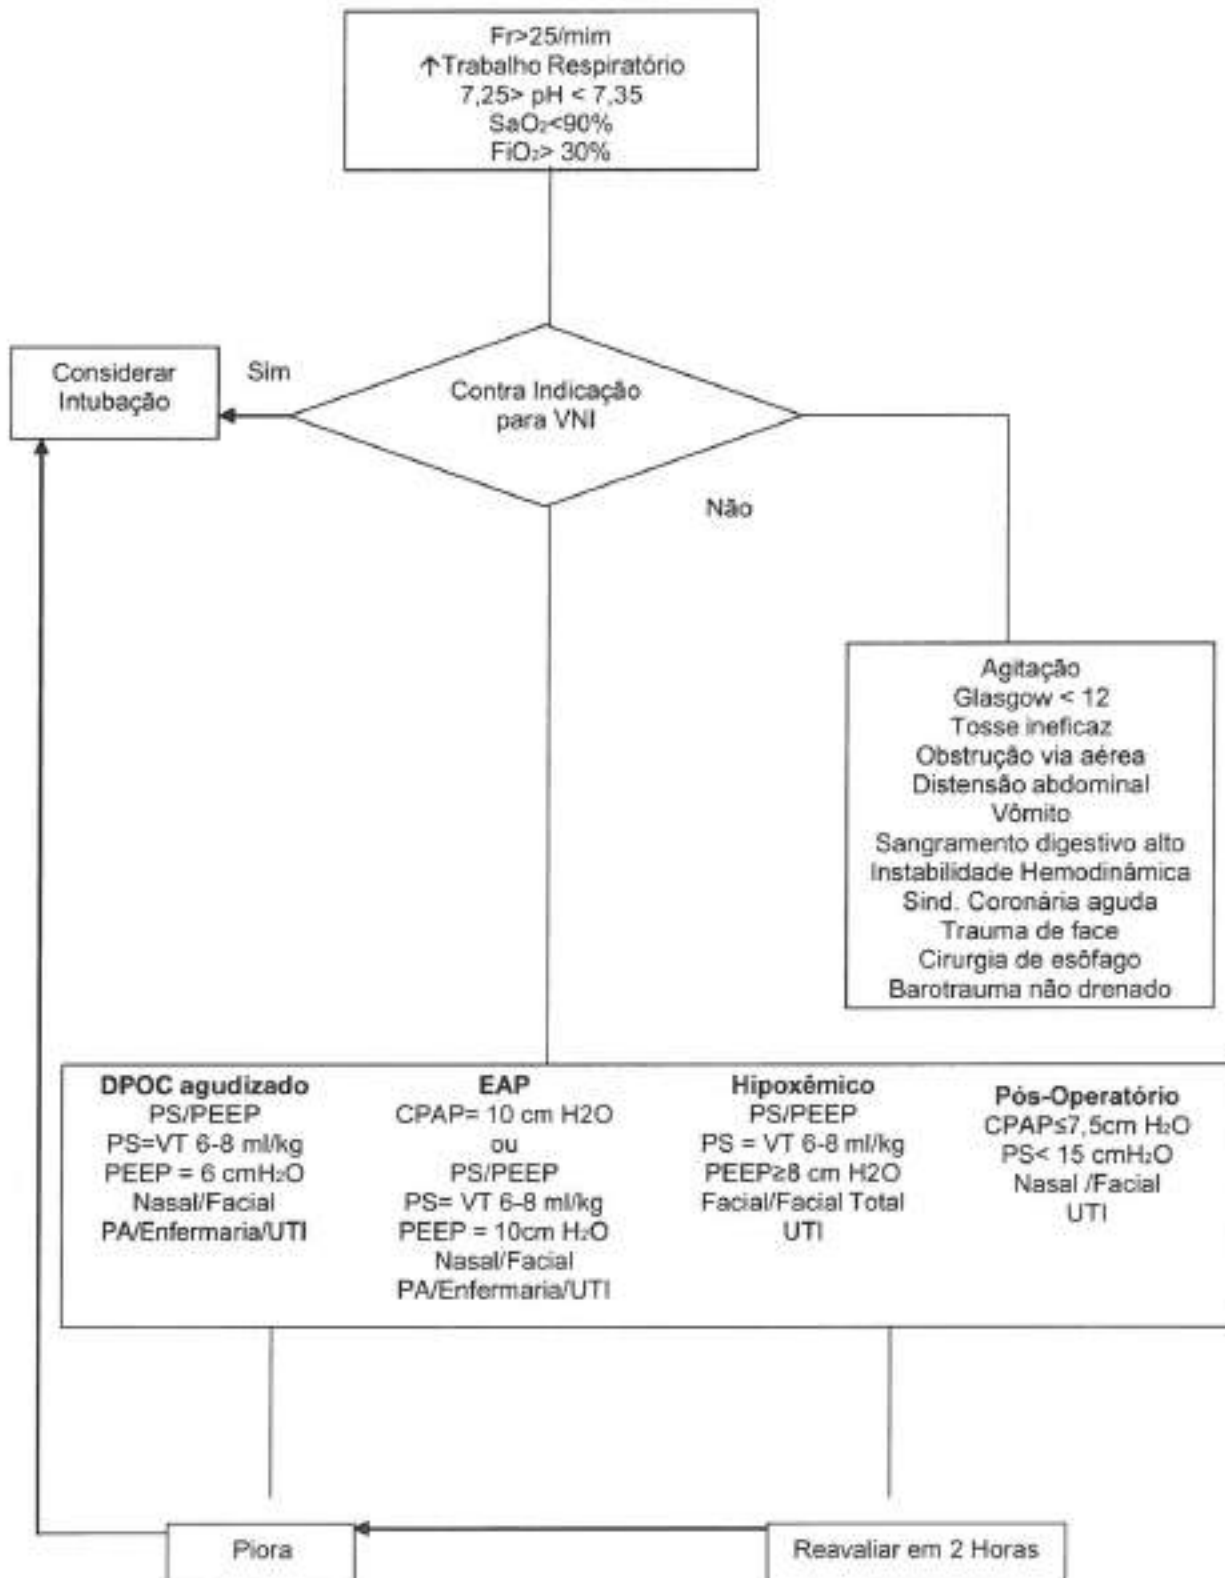 Fr>25/mim
↑Trabalho Respiratório
7,25> pH < 7,35
SaO₂<90%
FiO₂> 30%
Considerar
Intubação
Sim
Contra Indicação
para VNI
Não
Agitação
Glasgow < 12
Tosse ineficaz
Obstrução via aérea
Distensão abdominal
Vômito
Sangramento digestivo alto
Instabilidade Hemodinâmica
Sind. Coronária aguda
Trauma de face
Cirurgia de esôfago
Barotrauma não drenado
DPOC agudizado
PS/PEEP
PS=VT 6-8 ml/kg
PEEP = 6 cmH₂O
Nasal/Facial
PA/Enfermaria/UTI
EAP
CPAP= 10 cm H2O
ou
PS/PEEP
PS= VT 6-8 ml/kg
PEEP = 10cm H₂O
Nasal/Facial
PA/Enfermaria/UTI
Hipoxêmico
PS/PEEP
PS = VT 6-8 ml/kg
PEEP≥8 cm H2O
Facial/Facial Total
UTI
Pós-Operatório
CPAP≤7,5cm H₂O
PS< 15 cmH₂O
Nasal /Facial
UTI
Piora
Reavaliar em 2 Horas